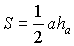 S = 1/2 ah_a